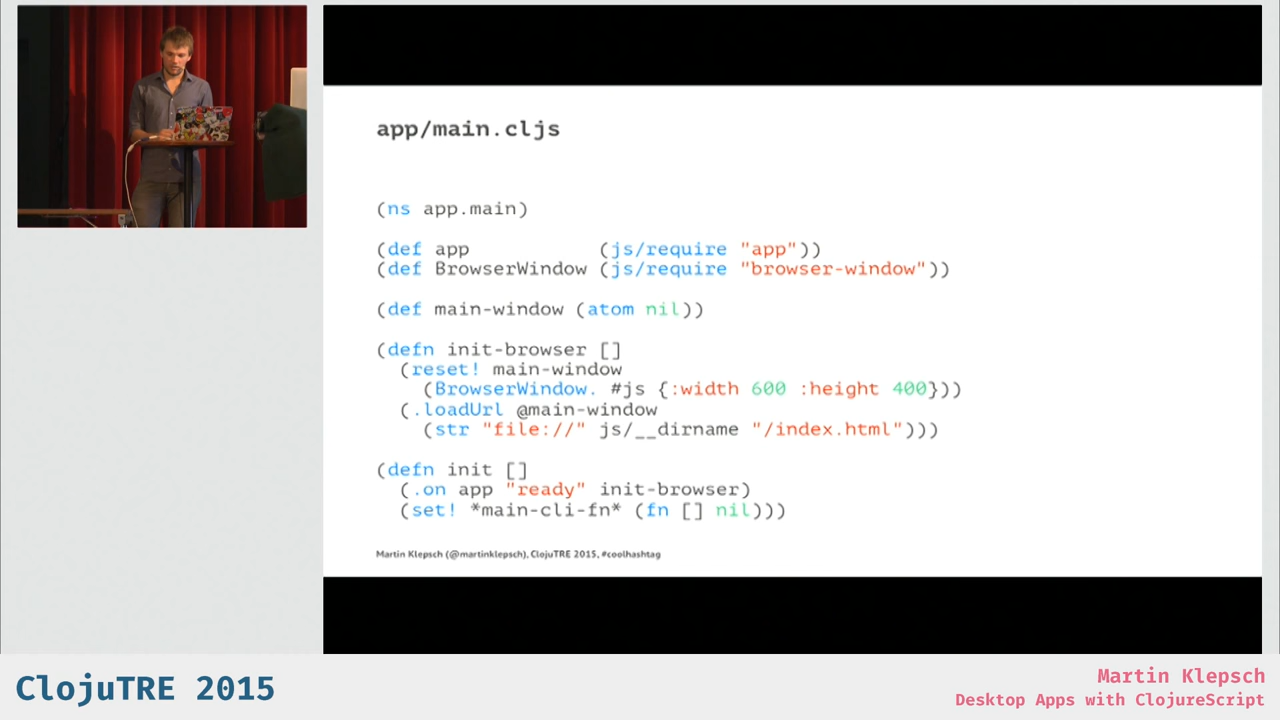 app/main.cljs
(ns app.main)
(def app           (js/require "app"))
(def BrowserWindow (js/require "browser-window"))
(def main-window (atom nil))
(defn init-browser []
  (reset! main-window
    (BrowserWindow. #js {:width 600 :height 400}))
  (.loadUrl @main-window
    (str "file://" js/__dirname "/index.html")))
(defn init []
  (.on app "ready" init-browser)
  (set! *main-cli-fn* (fn [] nil)))
Martin Klepsch (@martinklepsch), ClojuTRE 2015, #coolhashtag
ClojuTRE 2015
Martin Klepsch
Desktop Apps with ClojureScript